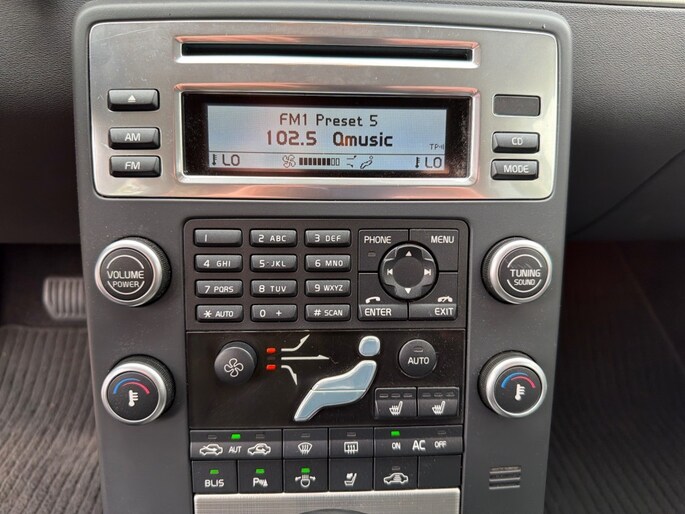 FM1 Preset 5
102.5 Qmusic
LO
LO
AM
FM
CD
MODE
1 2 ABC 3 DEF
4 GHI 5 JKL 6 MNO
7 PQRS 8 TUV 9 WXYZ
* AUTO 0 + # SCAN
PHONE MENU
ENTER EXIT
VOLUME
POWER
TUNING
SOUND
AUTO
AUT ON AC OFF
BLIS